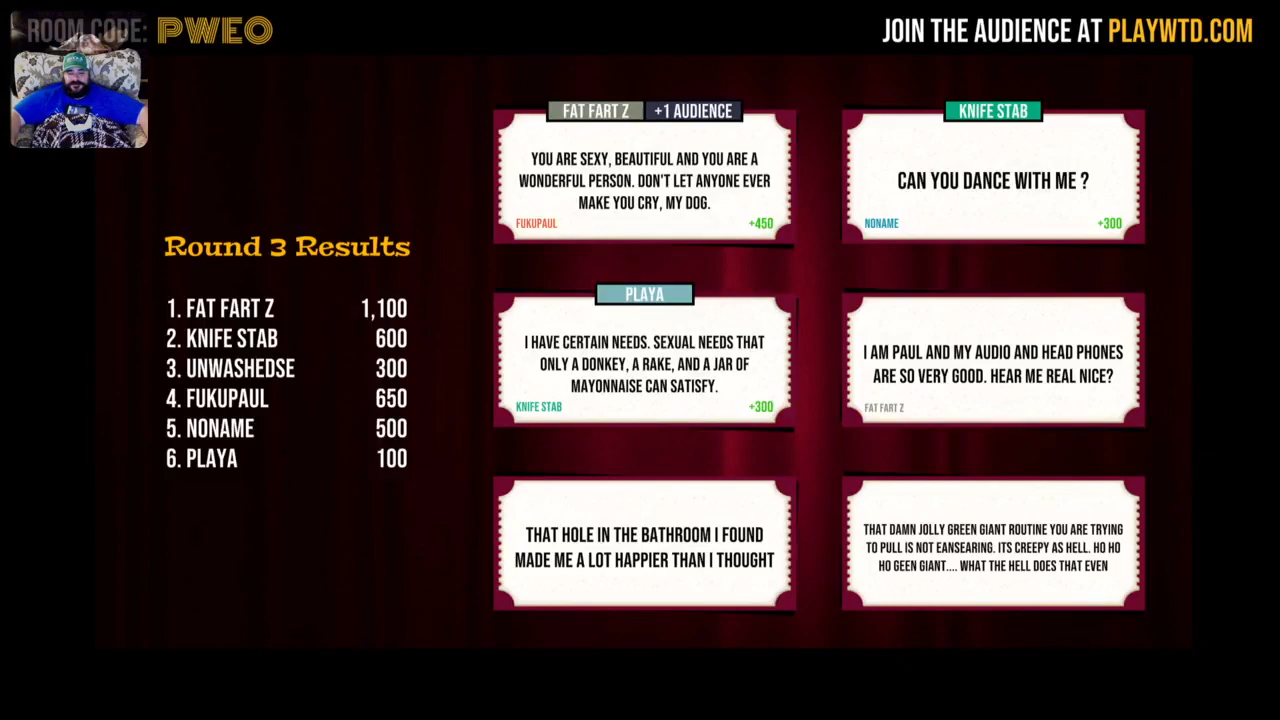 ROOM CODE: PWEO
JOIN THE AUDIENCE AT PLAYWTD.COM
FAT FART Z
+1 AUDIENCE
YOU ARE SEXY, BEAUTIFUL AND YOU ARE A
WONDERFUL PERSON. DON'T LET ANYONE EVER
MAKE YOU CRY, MY DOG.
FUKUPAUL
+450
KNIFE STAB
CAN YOU DANCE WITH ME ?
NONAME
+300
Round 3 Results
1. FAT FART Z 1,100
2. KNIFE STAB 600
3. UNWASHEDSE 300
4. FUKUPAUL 650
5. NONAME 500
6. PLAYA 100
PLAYA
I HAVE CERTAIN NEEDS. SEXUAL NEEDS THAT
ONLY A DONKEY, A RAKE, AND A JAR OF
MAYONNAISE CAN SATISFY.
KNIFE STAB
+300
I AM PAUL AND MY AUDIO AND HEAD PHONES
ARE SO VERY GOOD. HEAR ME REAL NICE?
FAT FART Z
THAT HOLE IN THE BATHROOM I FOUND
MADE ME A LOT HAPPIER THAN I THOUGHT
THAT DAMN JOLLY GREEN GIANT ROUTINE YOU ARE TRYING
TO PULL IS NOT EANSEARING. ITS CREEPY AS HELL. HO HO
HO GEEN GIANT.... WHAT THE HELL DOES THAT EVEN